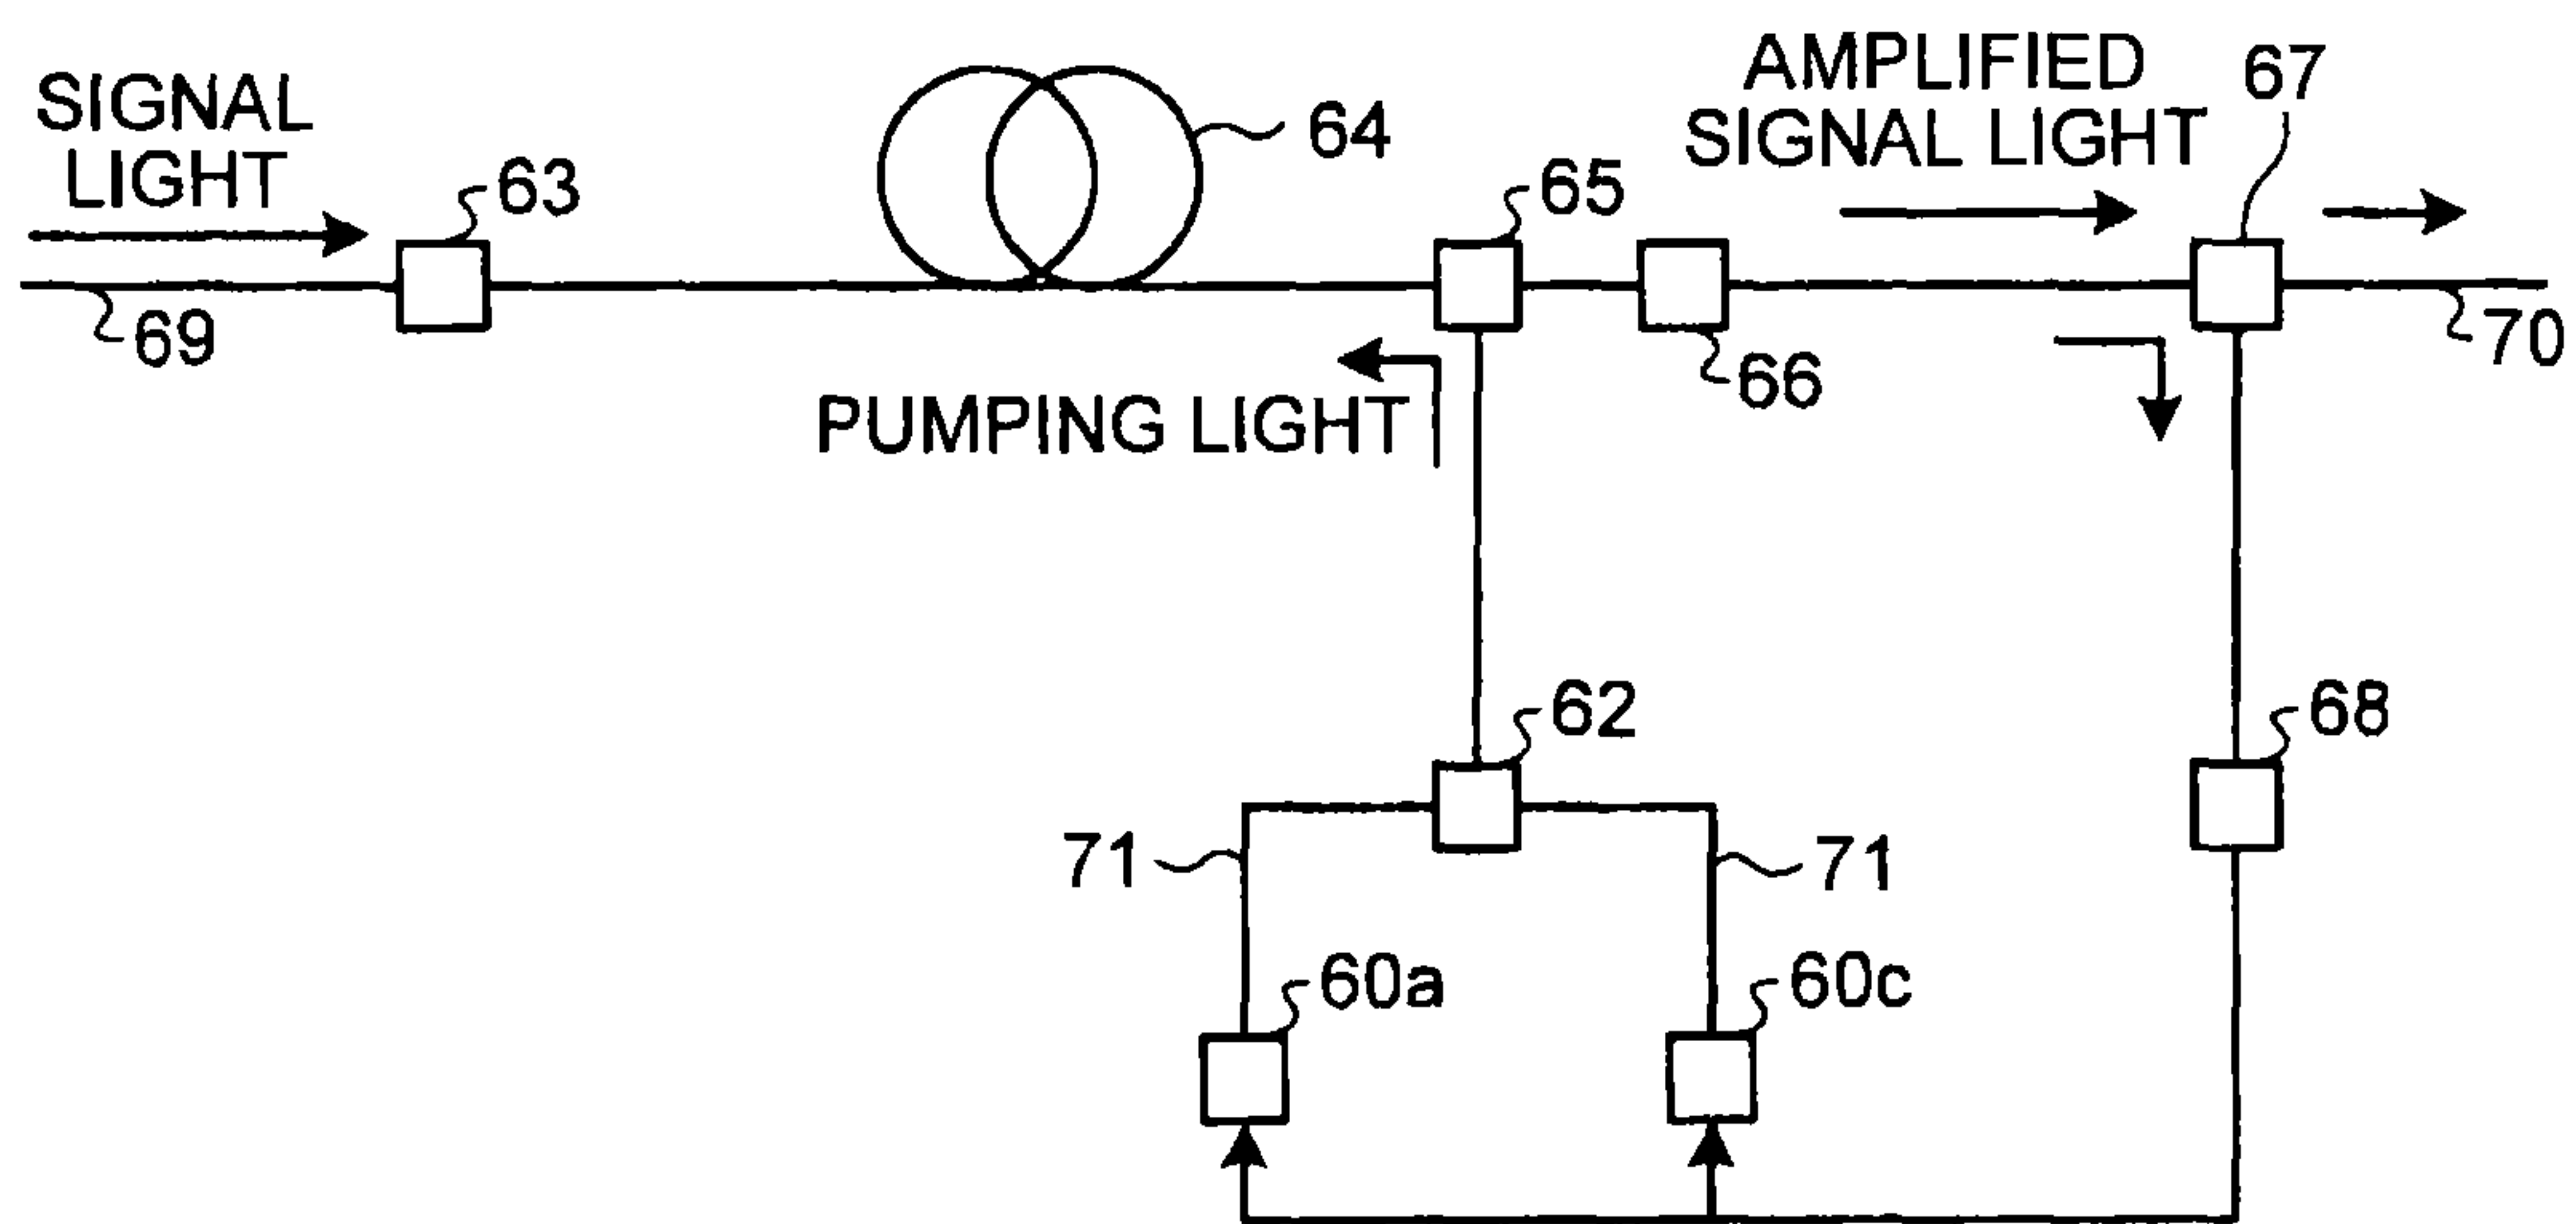 SIGNAL
LIGHT
63
69
64
65
AMPLIFIED
SIGNAL LIGHT
67
66
70
PUMPING LIGHT
62
68
71
71
60a
60c